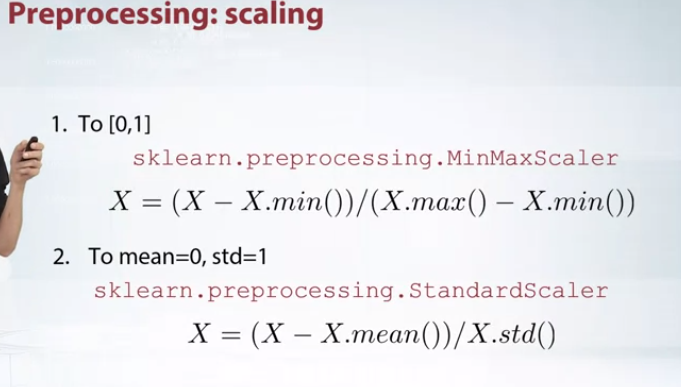 Preprocessing: scaling
1. To [0,1]
sklearn.preprocessing.MinMaxScaler
X = (X − X.min())/(X.max() − X.min())
2. To mean=0, std=1
sklearn.preprocessing.StandardScaler
X = (X − X.mean())/X.std()